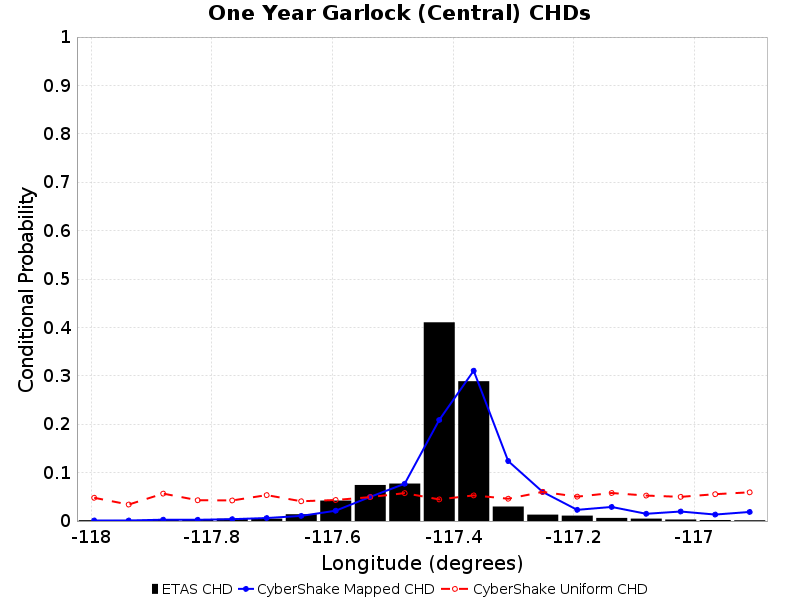 One Year Garlock (Central) CHDs
1
0.9
0.8
0.7
0.6
0.5
0.4
0.3
0.2
0.1
0
Conditional Probability
-118 -117.8 -117.6 -117.4 -117.2 -117
Longitude (degrees)
ETAS CHD CyberShake Mapped CHD CyberShake Uniform CHD